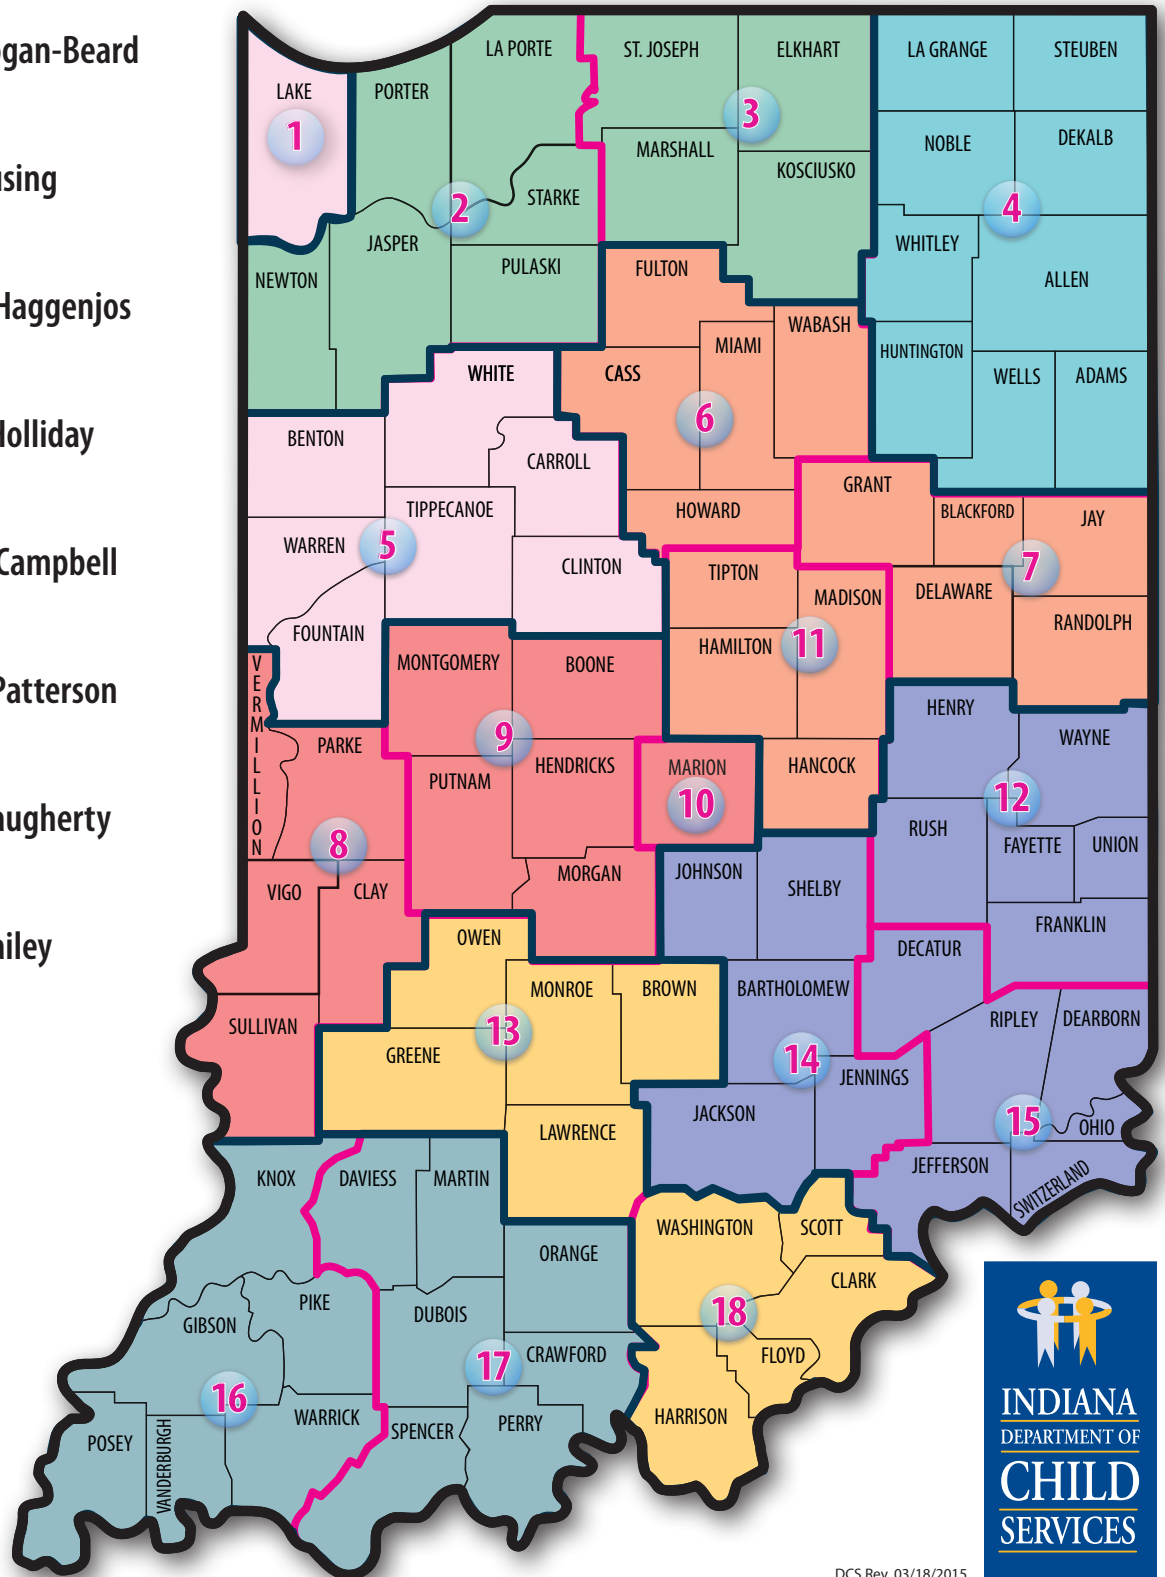 ogan-Beard
using
Haggenjos
Holliday
Campbell
Patterson
augherty
ailey
LA PORTE
ST. JOSEPH
ELKHART
LA GRANGE
STEUBEN
LAKE
1
PORTER
3
MARSHALL
KOSCIUSKO
NOBLE
DEKALB
2
STARKE
4
JASPER
WHITLEY
NEWTON
PULASKI
FULTON
ALLEN
WHITE
CASS
MIAMI
WABASH
HUNTINGTON
WELLS
ADAMS
6
BENTON
CARROLL
TIPPECANOE
HOWARD
GRANT
BLACKFORD
JAY
WARREN
5
CLINTON
TIPTON
MADISON
DELAWARE
7
RANDOLPH
FOUNTAIN
HAMILTON
11
VERMILLION
MONTGOMERY
BOONE
HENRY
WAYNE
PARKE
9
PUTNAM
HENDRICKS
MARION
10
HANCOCK
12
RUSH
FAYETTE
UNION
8
VIGO
CLAY
MORGAN
JOHNSON
SHELBY
FRANKLIN
OWEN
DECATUR
SULLIVAN
MONROE
BROWN
BARTHOLOMEW
RIPLEY
DEARBORN
GREENE
13
14
JENNINGS
JACKSON
15
OHIO
LAWRENCE
JEFFERSON
SWITZERLAND
KNOX
DAVIESS
MARTIN
WASHINGTON
SCOTT
ORANGE
CLARK
PIKE
GIBSON
DUBOIS
18
CRAWFORD
FLOYD
16
17
WARRICK
SPENCER
PERRY
HARRISON
POSEY
VANDERBURGH
INDIANA
DEPARTMENT OF
CHILD
SERVICES
DCS Rev. 03/18/2015